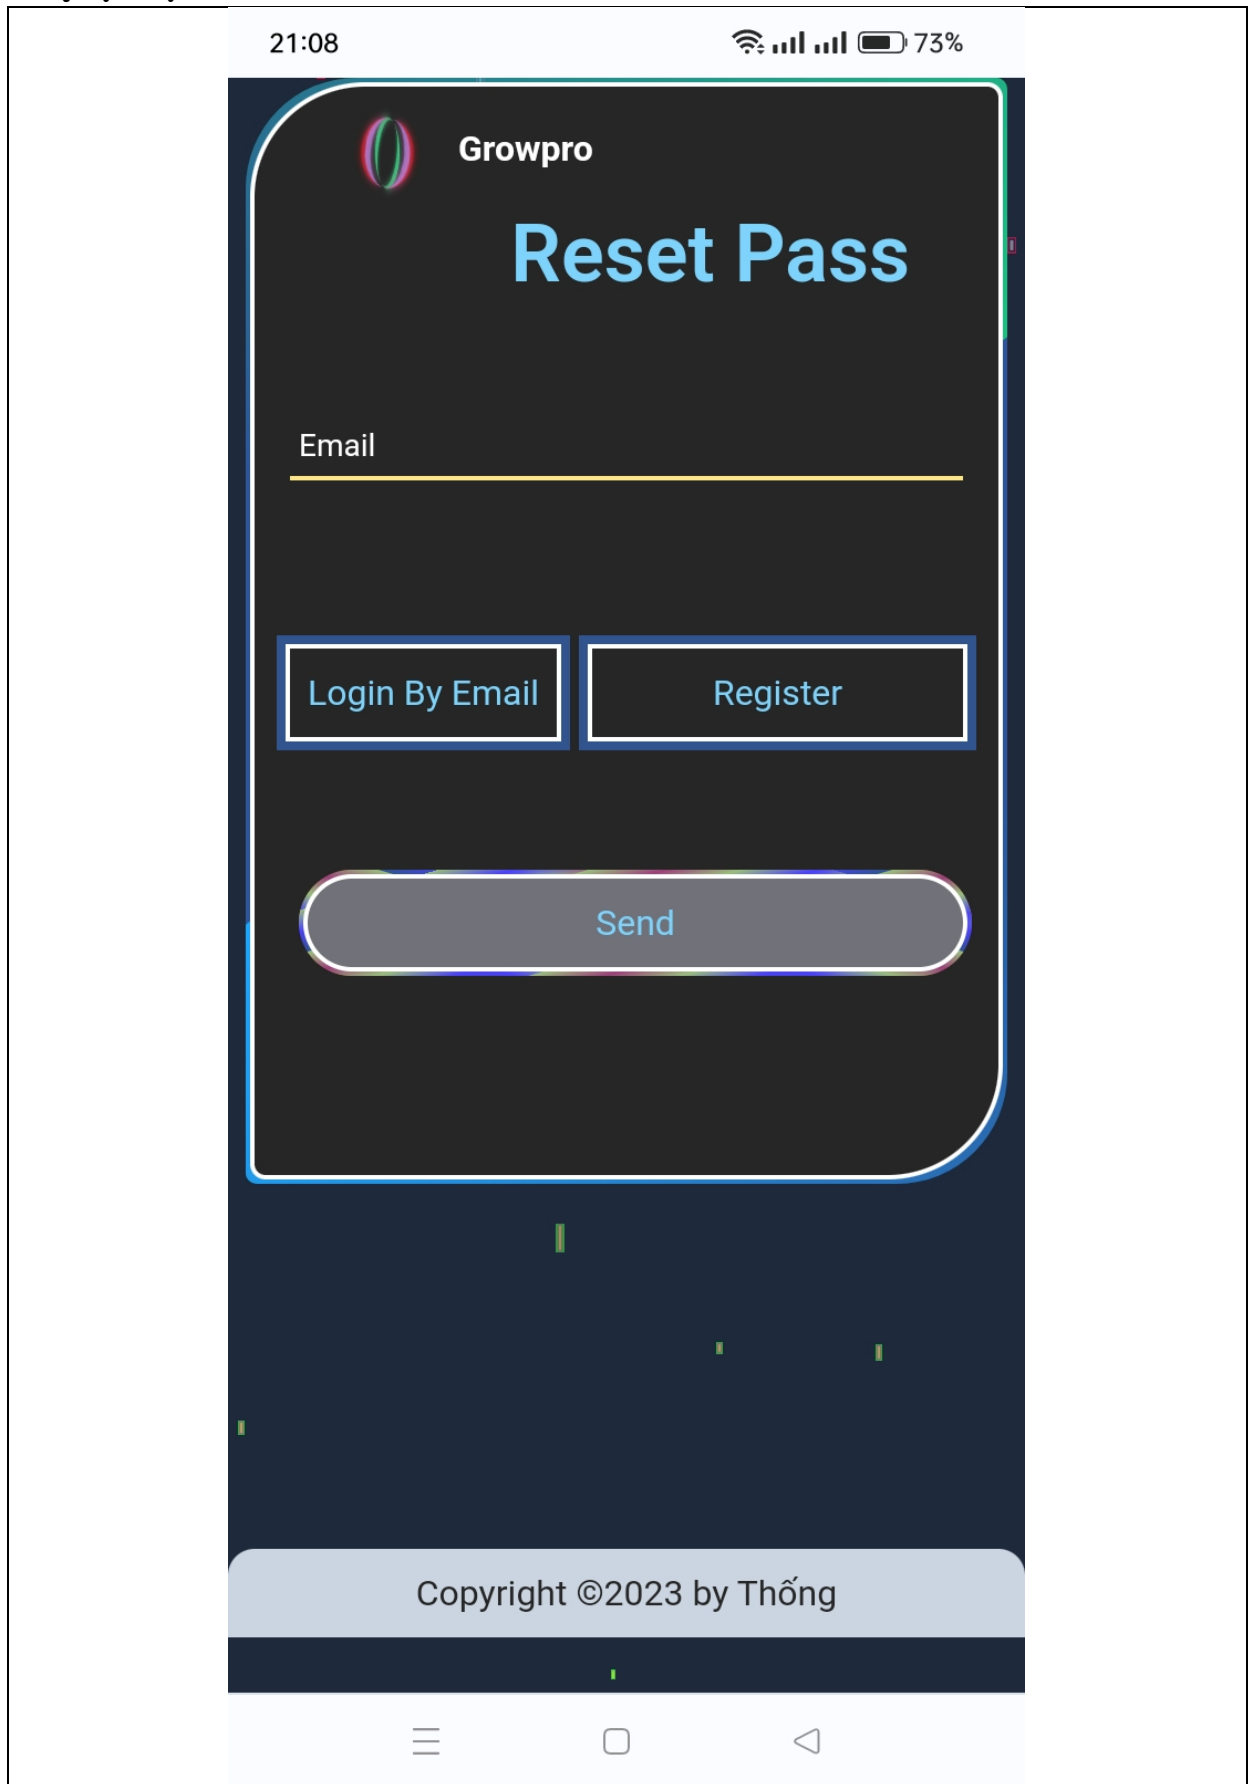 21:08 73%
Growpro
Reset Pass
Email
Login By Email Register
Send
Copyright ©2023 by Thống